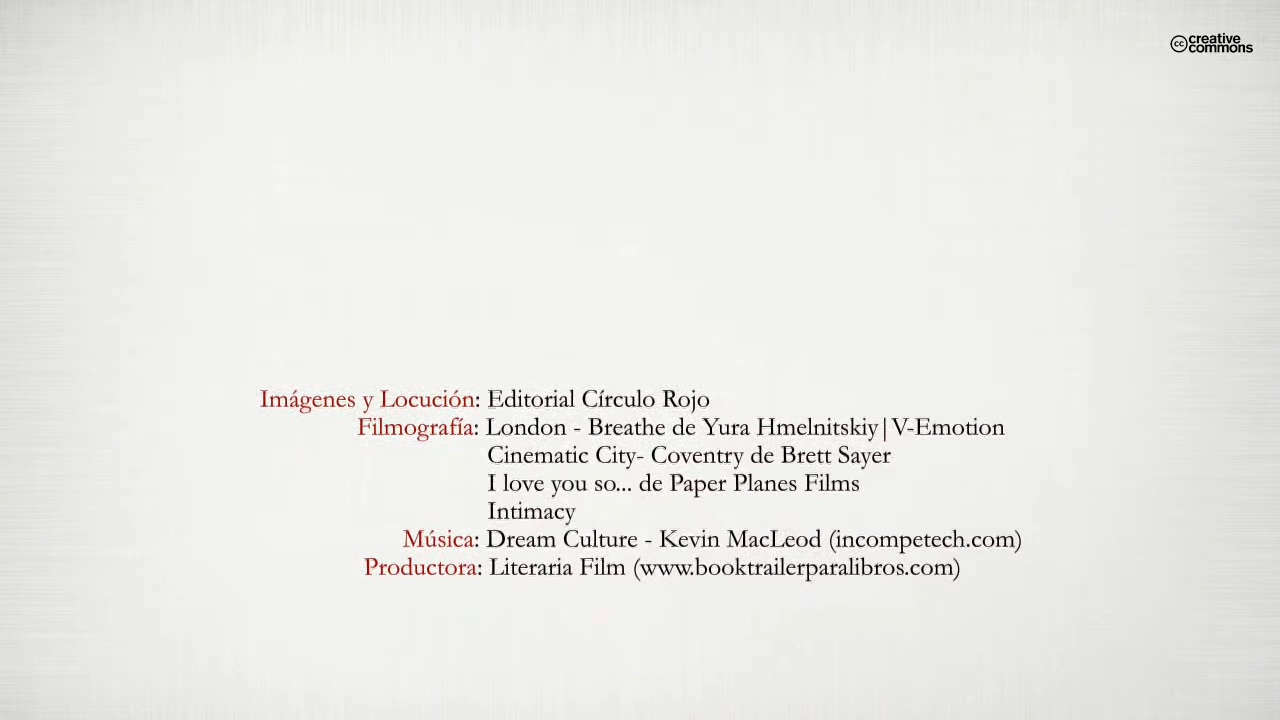 cc creative
commons
Imágenes y Locución: Editorial Círculo Rojo
Filmografía: London - Breathe de Yura Hmelnitskiy|V-Emotion
Cinematic City- Coventry de Brett Sayer
I love you so... de Paper Planes Films
Intimacy
Música: Dream Culture - Kevin MacLeod (incompetech.com)
Productora: Literaria Film (www.booktrailerparalibros.com)